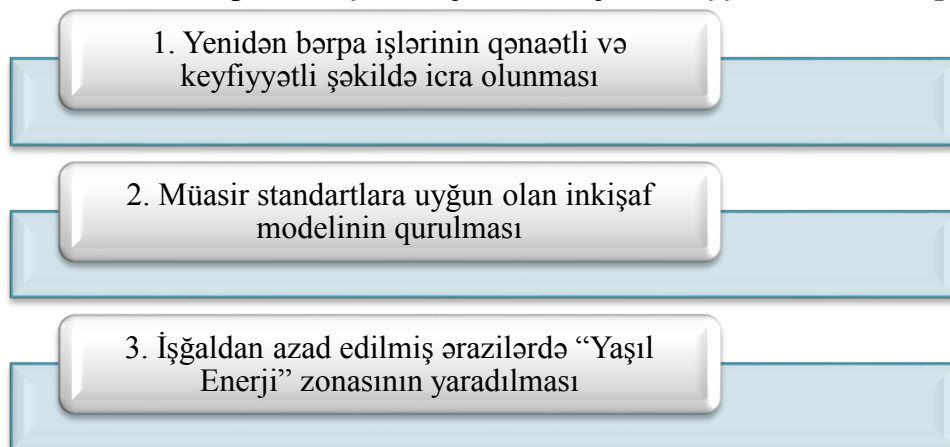 1. Yenidən bərpa işlərinin qənaətli və
keyfiyyətli şəkildə icra olunması
2. Müasir standartlara uyğun olan inkişaf
modelinin qurulması
3. İşğaldan azad edilmiş ərazilərdə “Yaşıl
Enerji” zonasının yaradılması